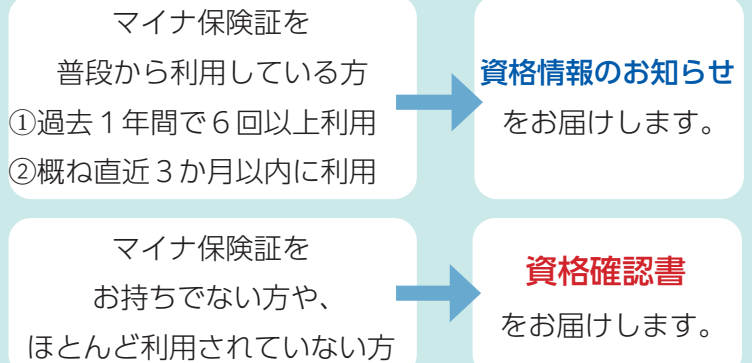 マイナ保険証を
普段から利用している方
①過去１年間で６回以上利用
②概ね直近３か月以内に利用
資格情報のお知らせ
をお届けします。
マイナ保険証を
お持ちでない方や、
ほとんど利用されていない方
資格確認書
をお届けします。